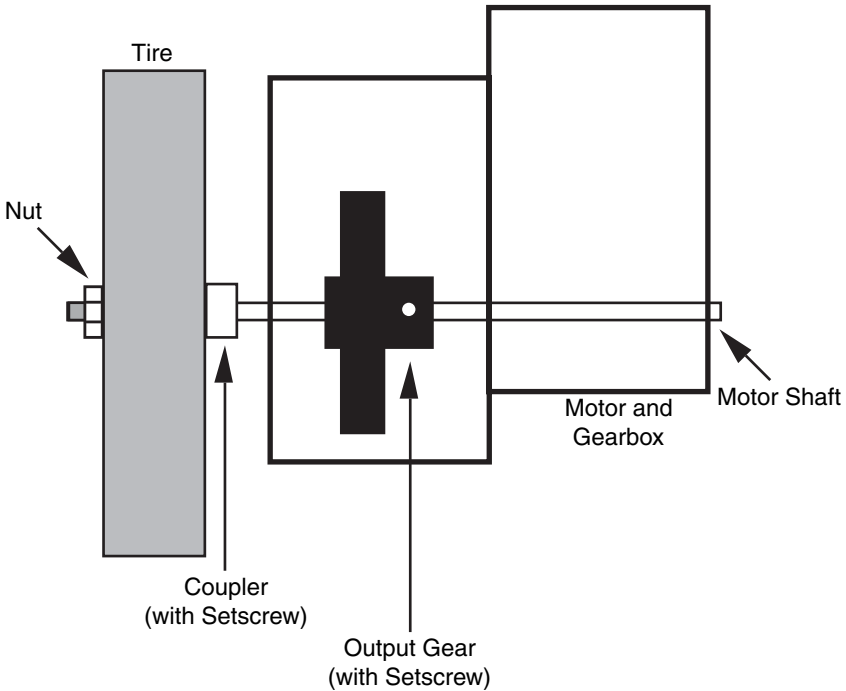 Tire
Nut
Motor Shaft
Motor and
Gearbox
Coupler
(with Setscrew)
Output Gear
(with Setscrew)